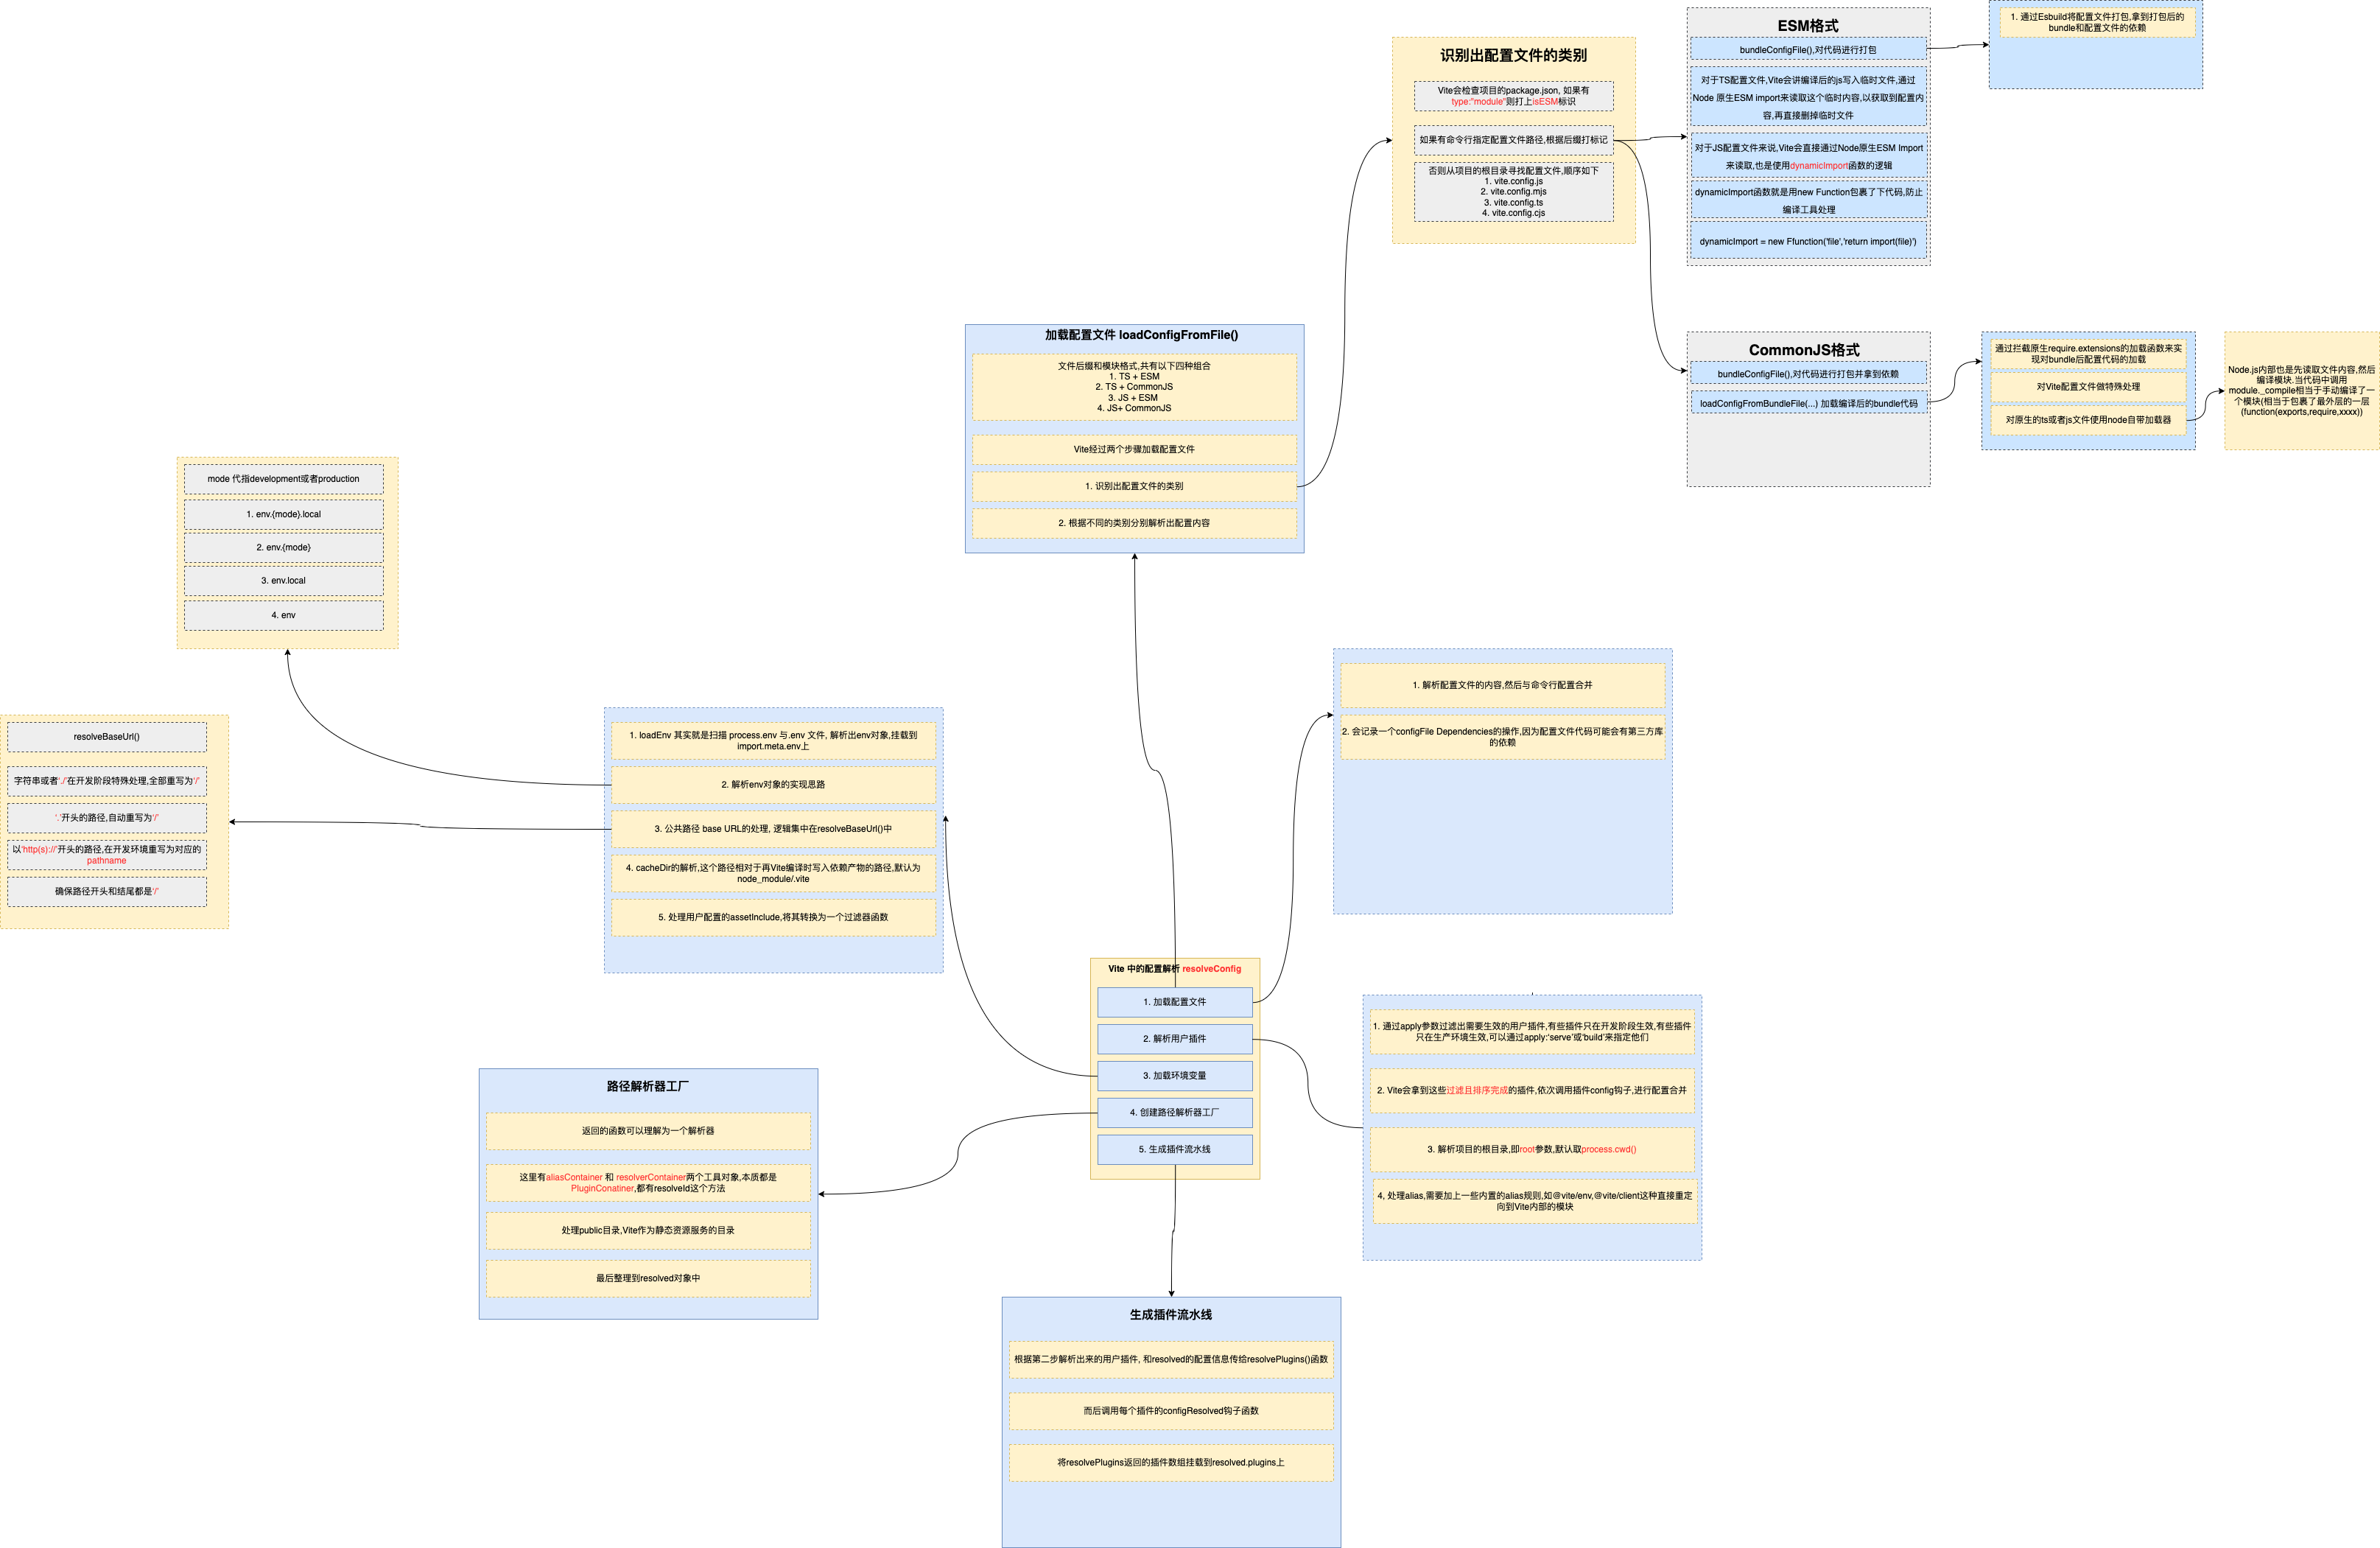 ESM格式
bundleConfigFile(),对代码进行打包
对于TS配置文件,Vite会讲编译后的js写入临时文件,通过
Node 原生ESM import来读取这个临时内容,以获取到配置内
容,再直接删掉临时文件
对于JS配置文件来说,Vite会直接通过Node原生ESM Import
来读取,也是使用dynamicImport函数的逻辑
dynamicImport函数就是用new Function包裹了下代码,防止
编译工具处理
dynamicImport = new Ffunction('file','return import(file)')
1. 通过Esbuild将配置文件打包,拿到打包后的
bundle和配置文件的依赖
识别出配置文件的类别
Vite会检查项目的package.json, 如果有
type:"module"则打上isESM标识
如果有命令行指定配置文件路径,根据后缀打标记
否则从项目的根目录寻找配置文件,顺序如下
1. vite.config.js
2. vite.config.mjs
3. vite.config.ts
4. vite.config.cjs
CommonJS格式
bundleConfigFile(),对代码进行打包并拿到依赖
loadConfigFromBundleFile(...) 加载编译后的bundle代码
通过拦截原生require.extensions的加载函数来实
现对bundle后配置代码的加载
对Vite配置文件做特殊处理
对原生的ts或者js文件使用node自带加载器
Node.js内部也是先读取文件内容,然后
编译模块.当代码中调用
module._compile相当于手动编译了一
个模块(相当于包裹了最外层的一层
(function(exports,require,xxxx))
加载配置文件 loadConfigFromFile()
文件后缀和模块格式,共有以下四种组合
1. TS + ESM
2. TS + CommonJS
3. JS + ESM
4. JS+ CommonJS
Vite经过两个步骤加载配置文件
1. 识别出配置文件的类别
2. 根据不同的类别分别解析出配置内容
mode 代指development或者production
1. env.{mode}.local
2. env.{mode}
3. env.local
4. env
resolveBaseUrl()
字符串或者'./'在开发阶段特殊处理,全部重写为'/'
'.'开头的路径,自动重写为'/'
以'http(s)://'开头的路径,在开发环境重写为对应的
pathname
确保路径开头和结尾都是'/'
1. loadEnv 其实就是扫描 process.env 与.env 文件, 解析出env对象,挂载到
import.meta.env上
2. 解析env对象的实现思路
3. 公共路径 base URL的处理, 逻辑集中在resolveBaseUrl()中
4. cacheDir的解析,这个路径相对于再Vite编译时写入依赖产物的路径,默认为
node_module/.vite
5. 处理用户配置的assetInclude,将其转换为一个过滤器函数
1. 解析配置文件的内容,然后与命令行配置合并
2. 会记录一个configFile Dependencies的操作,因为配置文件代码可能会有第三方库
的依赖
Vite 中的配置解析 resolveConfig
1. 加载配置文件
2. 解析用户插件
3. 加载环境变量
4. 创建路径解析器工厂
5. 生成插件流水线
1. 通过apply参数过滤出需要生效的用户插件,有些插件只在开发阶段生效,有些插件
只在生产环境生效,可以通过apply:'serve'或'build'来指定他们
2. Vite会拿到这些过滤且排序完成的插件,依次调用插件config钩子,进行配置合并
3. 解析项目的根目录,即root参数,默认取process.cwd()
4, 处理alias,需要加上一些内置的alias规则,如@vite/env,@vite/client这种直接重定
向到Vite内部的模块
路径解析器工厂
返回的函数可以理解为一个解析器
这里有aliasContainer 和 resolverContainer两个工具对象,本质都是
PluginConatiner,都有resolveId这个方法
处理public目录,Vite作为静态资源服务的目录
最后整理到resolved对象中
生成插件流水线
根据第二步解析出来的用户插件, 和resolved的配置信息传给resolvePlugins()函数
而后调用每个插件的configResolved钩子函数
将resolvePlugins返回的插件数组挂载到resolved.plugins上